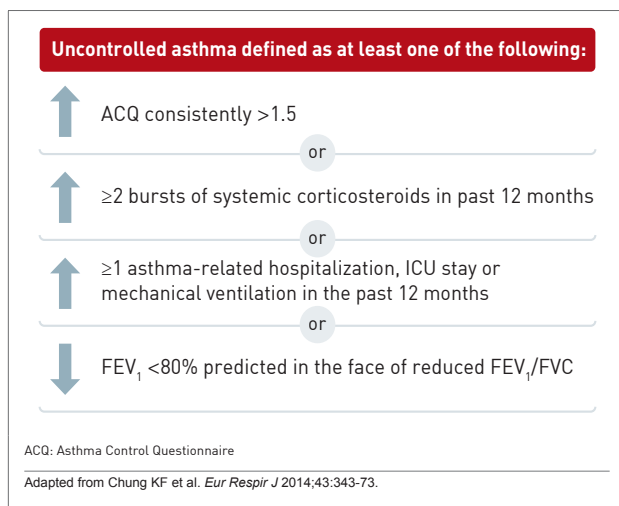 Uncontrolled asthma defined as at least one of the following:
ACQ consistently >1.5
or
≥2 bursts of systemic corticosteroids in past 12 months
or
≥1 asthma-related hospitalization, ICU stay or
mechanical ventilation in the past 12 months
or
FEV₁ <80% predicted in the face of reduced FEV₁/FVC
ACQ: Asthma Control Questionnaire
Adapted from Chung KF et al. Eur Respir J 2014;43:343-73.